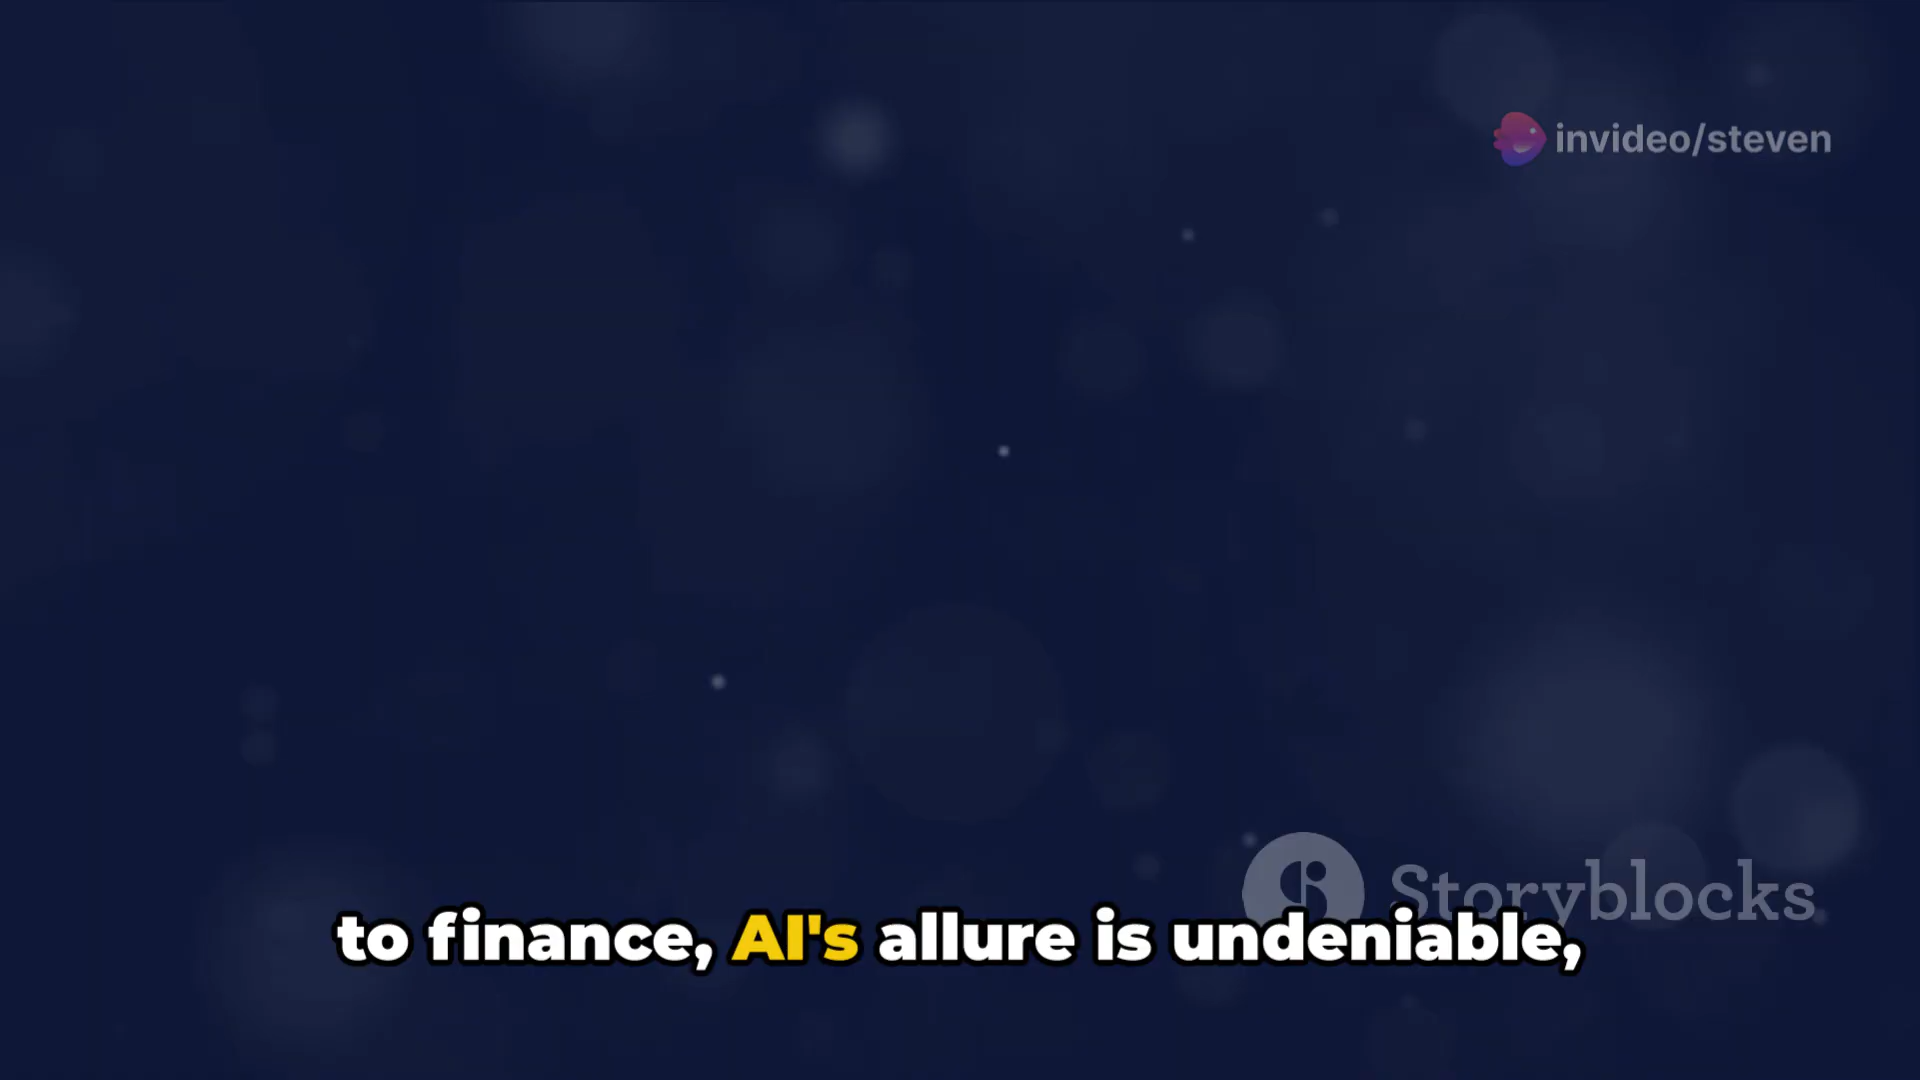 invideo/steven
Storyblocks
to finance, AI's allure is undeniable,